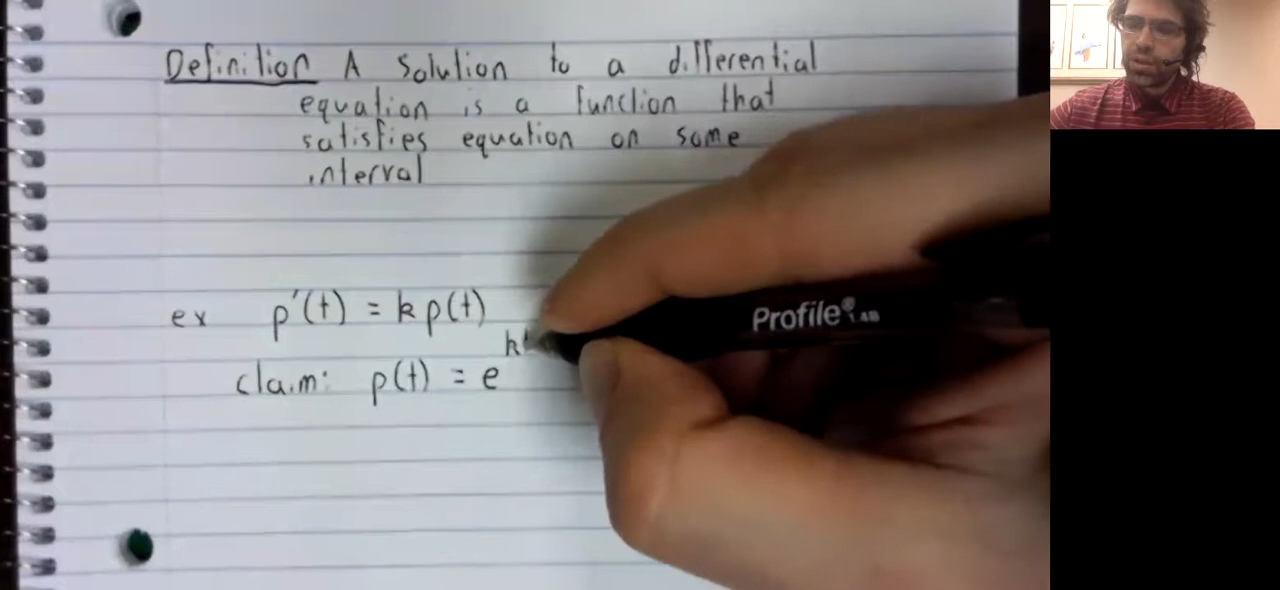 Definition A solution to a differential
equation is a function that
satisfies equation on some
interval
ex p'(t) = kp(t)
claim: p(t) = e^k
Profile®